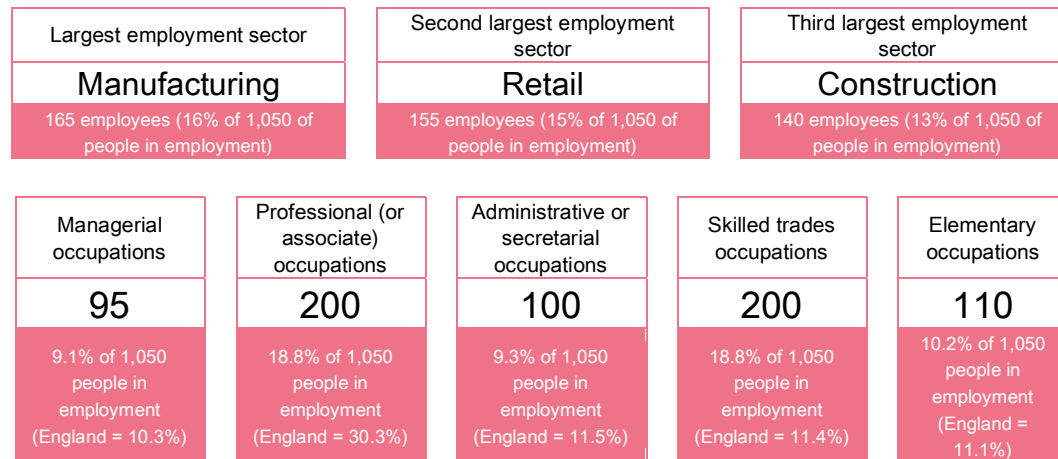 Largest employment sector
Manufacturing
165 employees (16% of 1,050 of
people in employment)
Second largest employment
sector
Retail
155 employees (15% of 1,050 of
people in employment)
Third largest employment
sector
Construction
140 employees (13% of 1,050 of
people in employment)
Managerial
occupations
95
9.1% of 1,050
people in
employment
(England = 10.3%)
Professional (or
associate)
occupations
200
18.8% of 1,050
people in
employment
(England = 30.3%)
Administrative or
secretarial
occupations
100
9.3% of 1,050
people in
employment
(England = 11.5%)
Skilled trades
occupations
200
18.8% of 1,050
people in
employment
(England = 11.4%)
Elementary
occupations
110
10.2% of 1,050
people in
employment
(England =
11.1%)